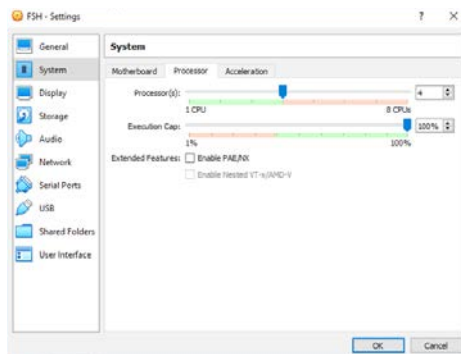 FSH - Settings
? ×
General
System
Display
Storage
Audio
Network
Serial Ports
USB
Shared Folders
User Interface
System
Motherboard Processor Acceleration
Processor(s): 4
1 CPU 8 CPUs
Execution Cap: 100%
1% 100%
Extended Features: Enable PAE/NX
Enable Nested VT-x/AMD-V
OK Cancel